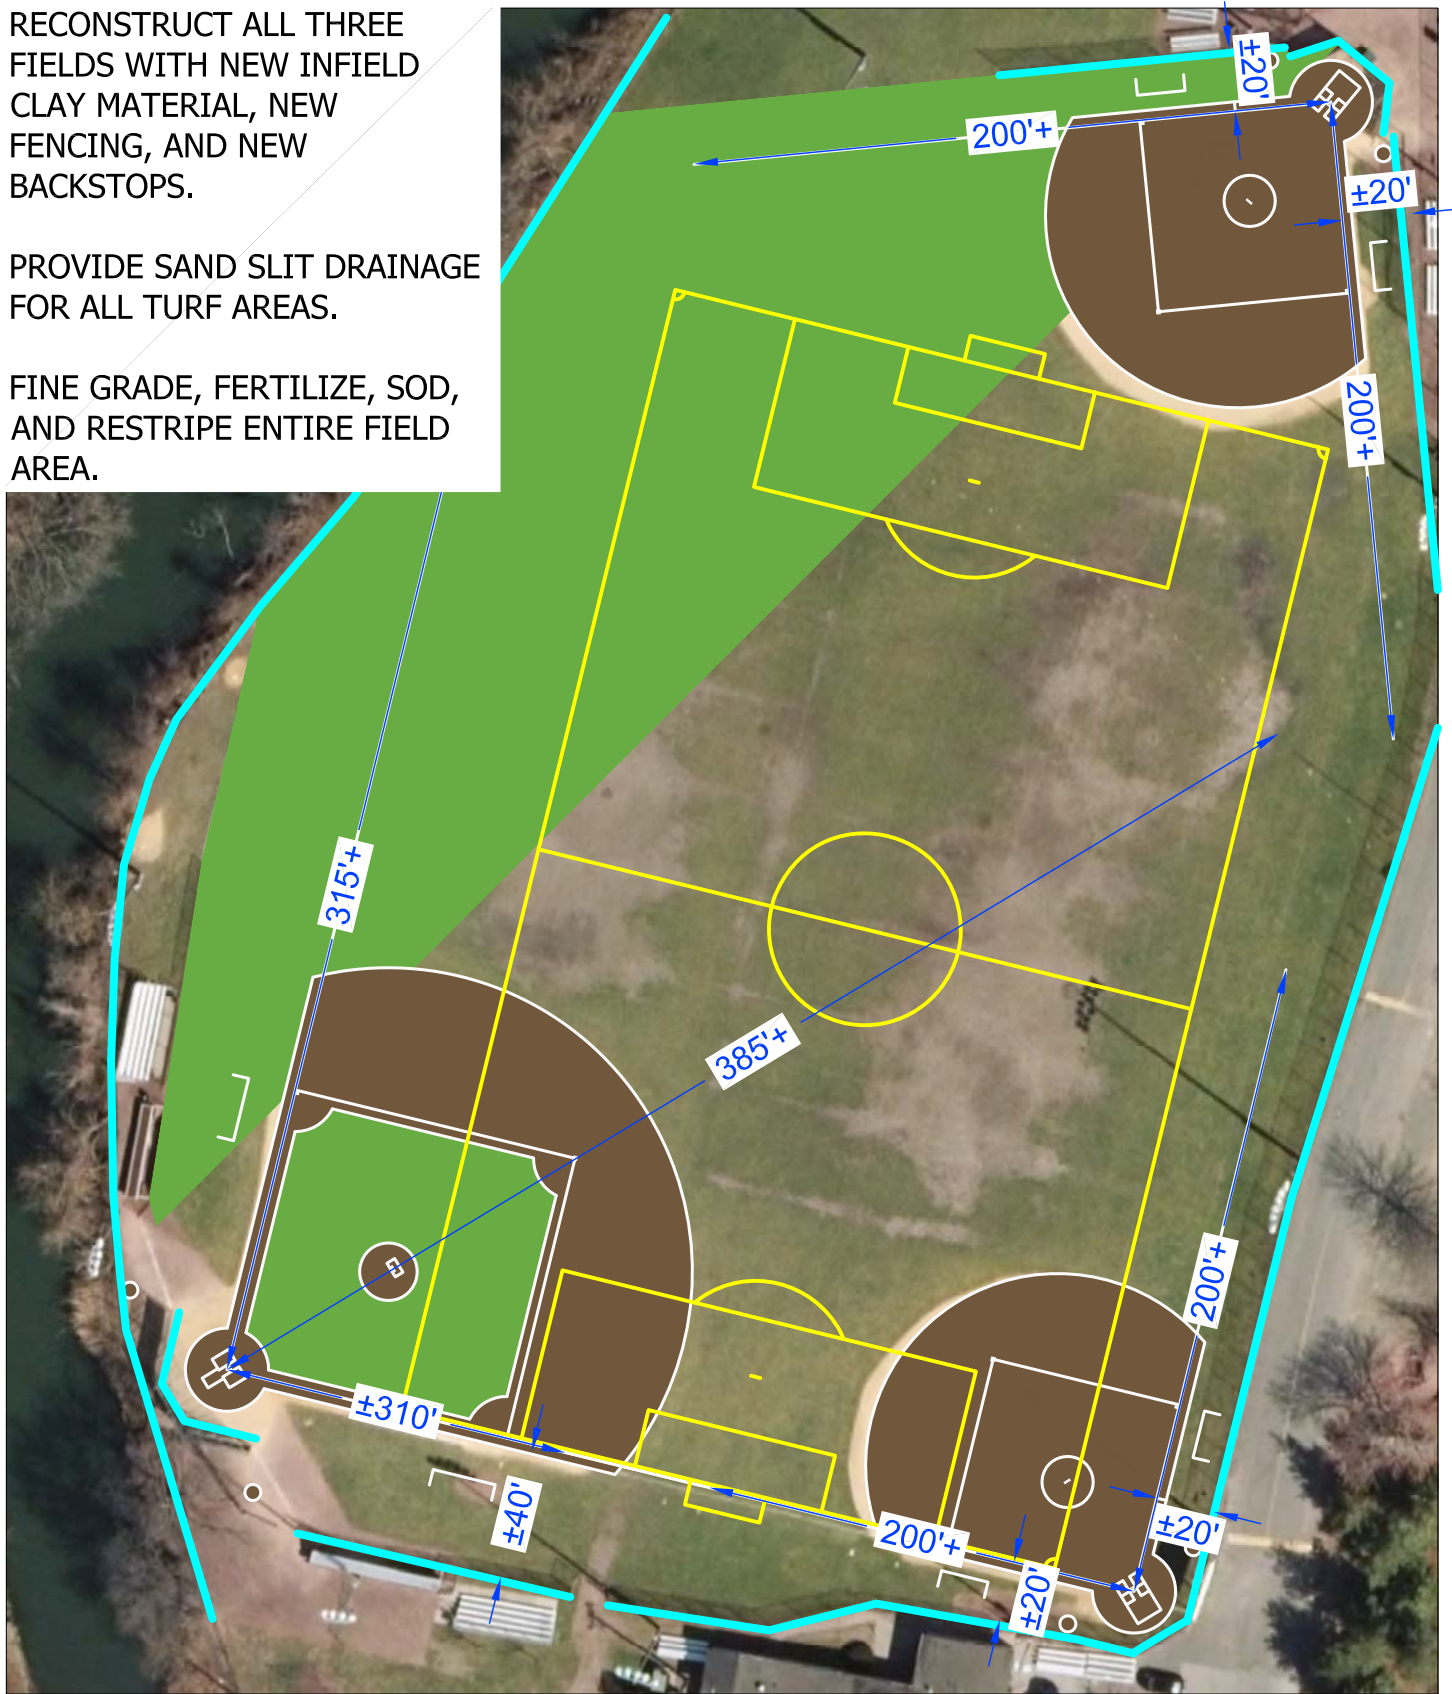 RECONSTRUCT ALL THREE
FIELDS WITH NEW INFIELD
CLAY MATERIAL, NEW
FENCING, AND NEW
BACKSTOPS.
PROVIDE SAND SLIT DRAINAGE
FOR ALL TURF AREAS.
FINE GRADE, FERTILIZE, SOD,
AND RESTRIPE ENTIRE FIELD
AREA.
±20'
200'+
±20'
200'+
315'+
385'+
200'+
±310'
±40'
200'+
±20'
±20'